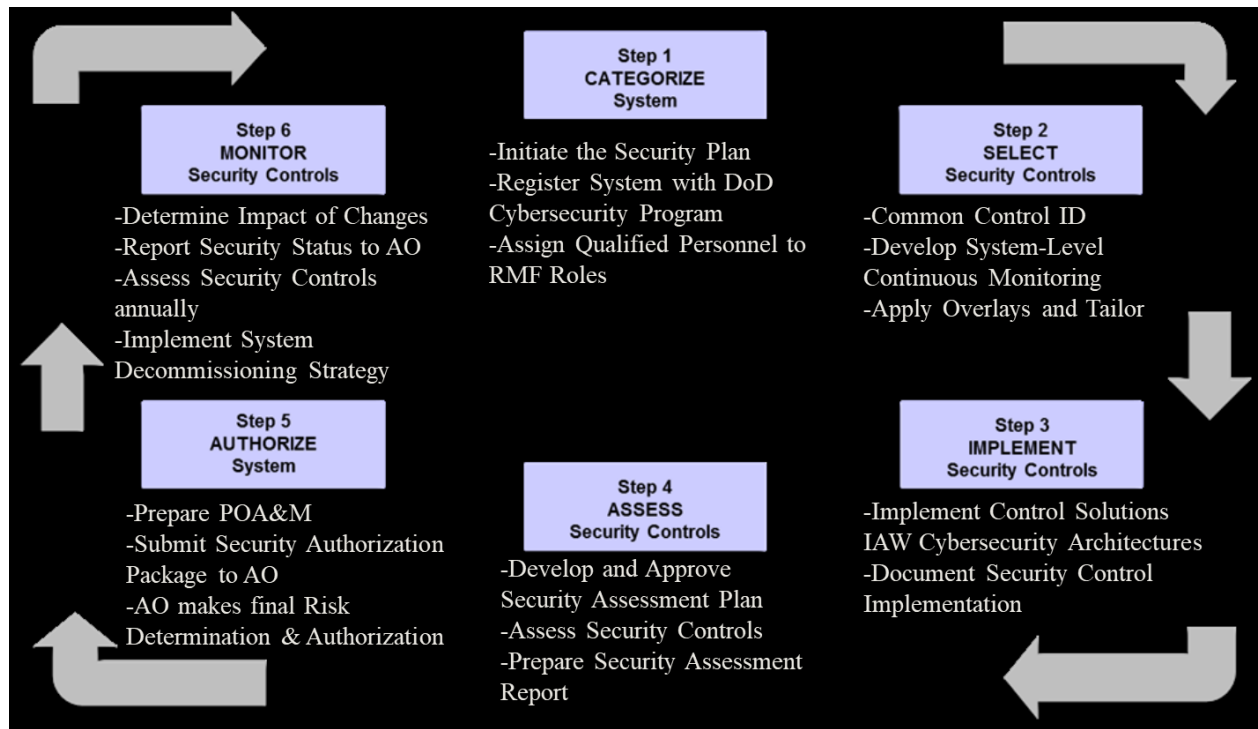 Step 1
CATEGORIZE
System
-Initiate the Security Plan
-Register System with DoD
Cybersecurity Program
-Assign Qualified Personnel to
RMF Roles
Step 2
SELECT
Security Controls
-Common Control ID
-Develop System-Level
Continuous Monitoring
-Apply Overlays and Tailor
Step 3
IMPLEMENT
Security Controls
-Implement Control Solutions
IAW Cybersecurity Architectures
-Document Security Control
Implementation
Step 4
ASSESS
Security Controls
-Develop and Approve
Security Assessment Plan
-Assess Security Controls
-Prepare Security Assessment
Report
Step 5
AUTHORIZE
System
-Prepare POA&M
-Submit Security Authorization
Package to AO
-AO makes final Risk
Determination & Authorization
Step 6
MONITOR
Security Controls
-Determine Impact of Changes
-Report Security Status to AO
-Assess Security Controls
annually
-Implement System
Decommissioning Strategy